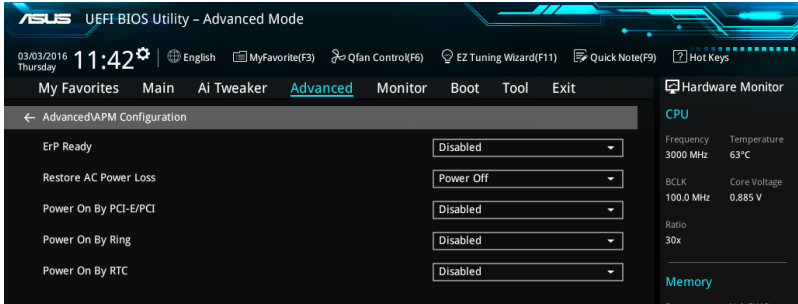 ASUS UEFI BIOS Utility – Advanced Mode
03/03/2016 Thursday 11:42 English MyFavorite(F3) Qfan Control(F6) EZ Tuning Wizard(F11) Quick Note(F9) ? Hot Keys
My Favorites Main Ai Tweaker Advanced Monitor Boot Tool Exit
Hardware Monitor
← Advanced\APM Configuration
CPU
ErP Ready Disabled
Frequency Temperature
3000 MHz 63°C
Restore AC Power Loss Power Off
BCLK Core Voltage
100.0 MHz 0.885 V
Power On By PCI-E/PCI Disabled
Ratio
30x
Power On By Ring Disabled
Power On By RTC Disabled
Memory